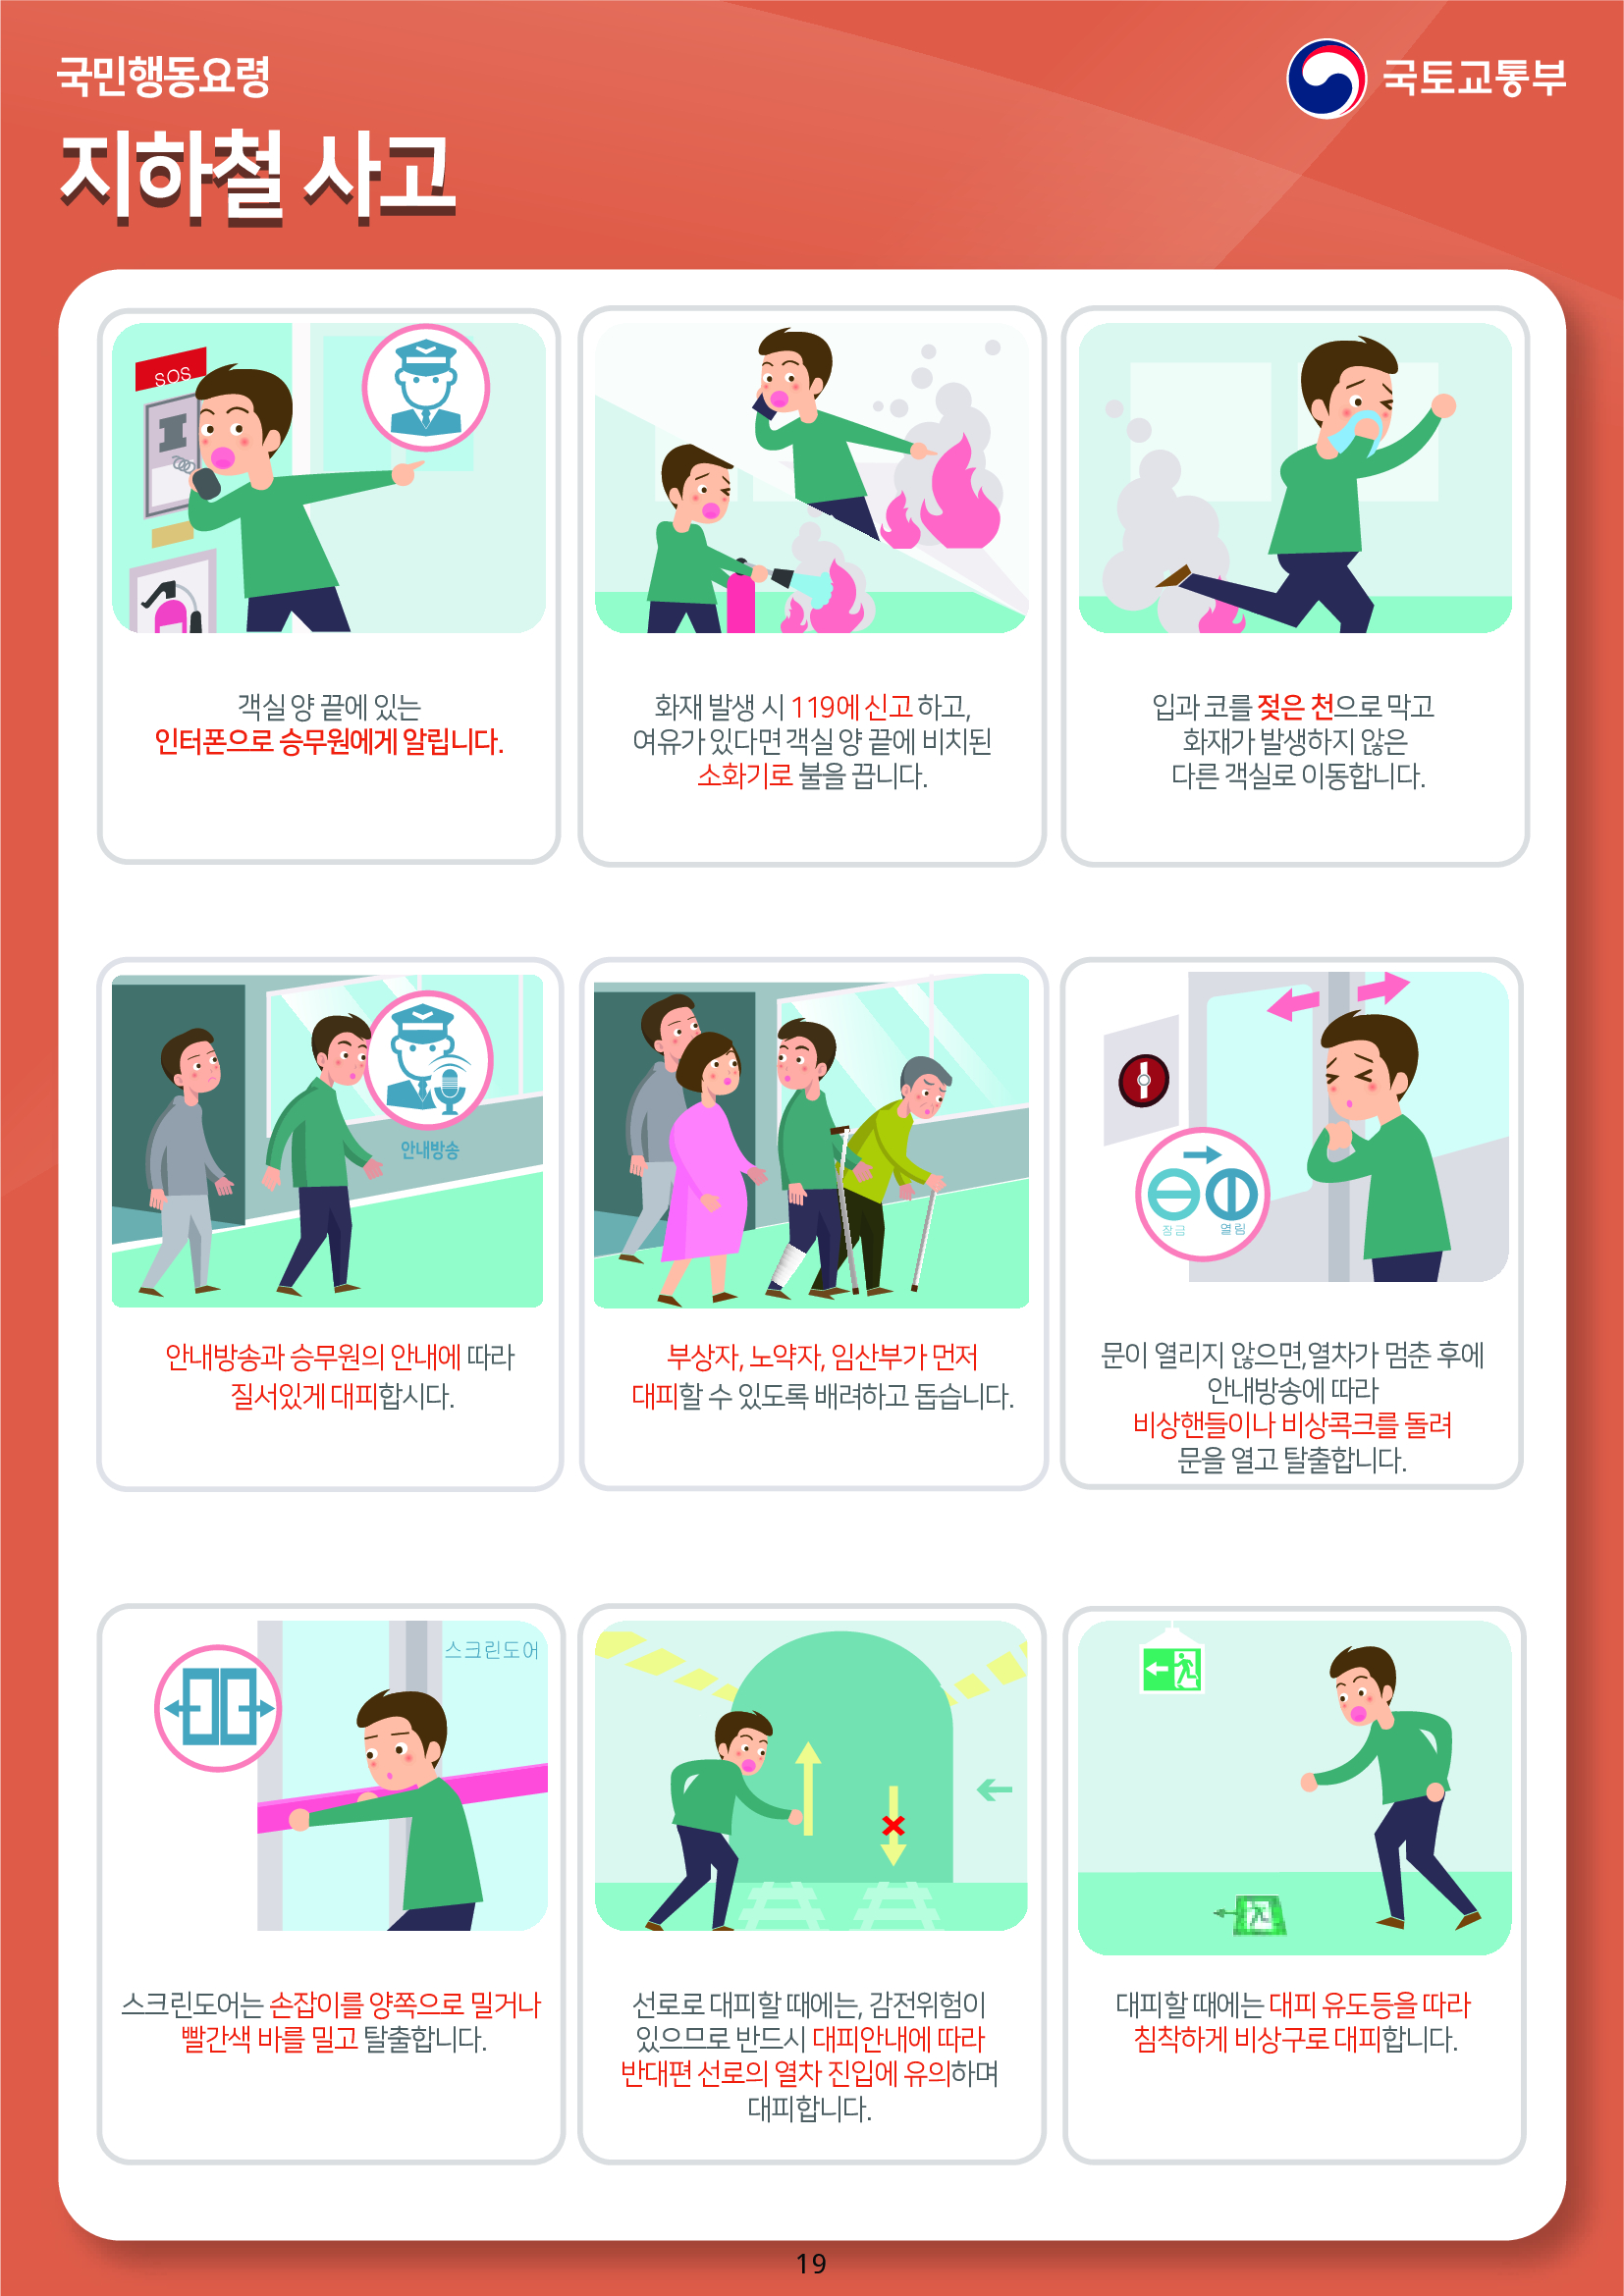 국민행동요령
국토교통부
지하철 사고
SOS
객실 양 끝에 있는
인터폰으로 승무원에게 알립니다.
화재 발생 시 119에 신고 하고,
여유가 있다면 객실 양 끝에 비치된
소화기로 불을 끕니다.
입과 코를 젖은 천으로 막고
화재가 발생하지 않은
다른 객실로 이동합니다.
안내방송
안내방송과 승무원의 안내에 따라
질서있게 대피합시다.
부상자, 노약자, 임산부가 먼저
대피할 수 있도록 배려하고 돕습니다.
잠금 열림
문이 열리지 않으면,열차가 멈춘 후에
안내방송에 따라
비상핸들이나 비상콕크를 돌려
문을 열고 탈출합니다.
스크린도어
스크린도어는 손잡이를 양쪽으로 밀거나
빨간색 바를 밀고 탈출합니다.
선로로 대피할 때에는, 감전위험이
있으므로 반드시 대피안내에 따라
반대편 선로의 열차 진입에 유의하며
대피합니다.
대피할 때에는 대피 유도등을 따라
침착하게 비상구로 대피합니다.
19